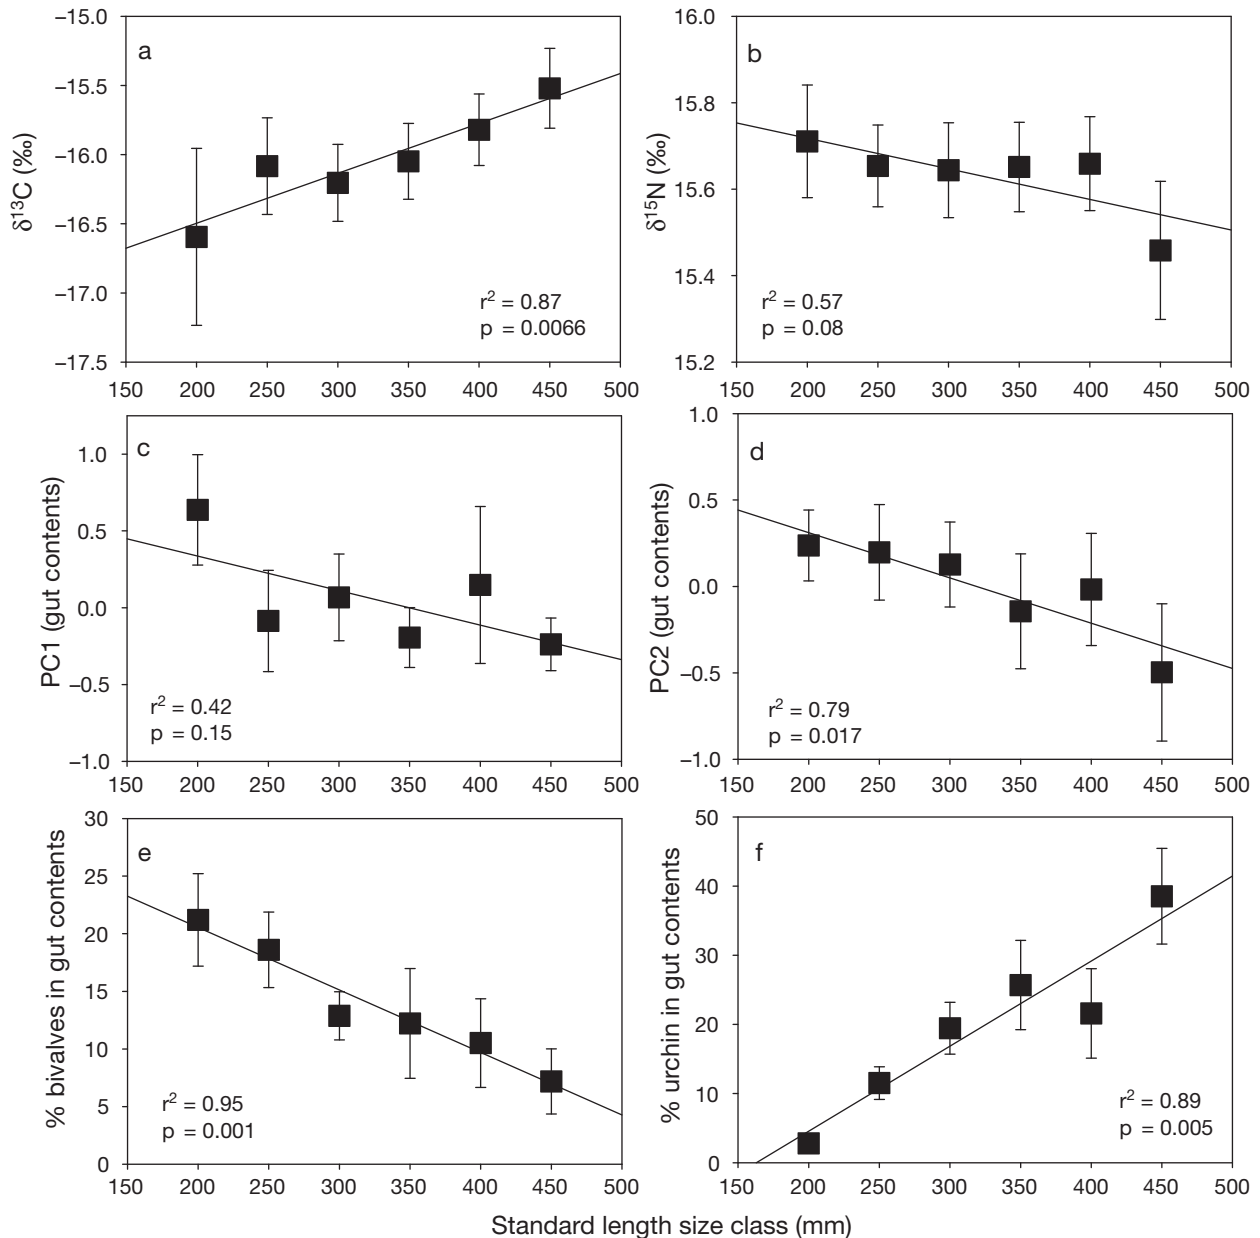 a
−15.0
−15.5
−16.0
−16.5
−17.0
−17.5
δ13C (‰)
r2 = 0.87
p = 0.0066
150 200 250 300 350 400 450 500
b
16.0
15.8
15.6
15.4
15.2
δ15N (‰)
r2 = 0.57
p = 0.08
150 200 250 300 350 400 450 500
c
1.0
0.5
0.0
−0.5
−1.0
PC1 (gut contents)
r2 = 0.42
p = 0.15
150 200 250 300 350 400 450 500
d
1.0
0.5
0.0
−0.5
−1.0
PC2 (gut contents)
r2 = 0.79
p = 0.017
150 200 250 300 350 400 450 500
e
30
25
20
15
10
5
0
% bivalves in gut contents
r2 = 0.95
p = 0.001
150 200 250 300 350 400 450 500
f
50
40
30
20
10
0
% urchin in gut contents
r2 = 0.89
p = 0.005
150 200 250 300 350 400 450 500
Standard length size class (mm)